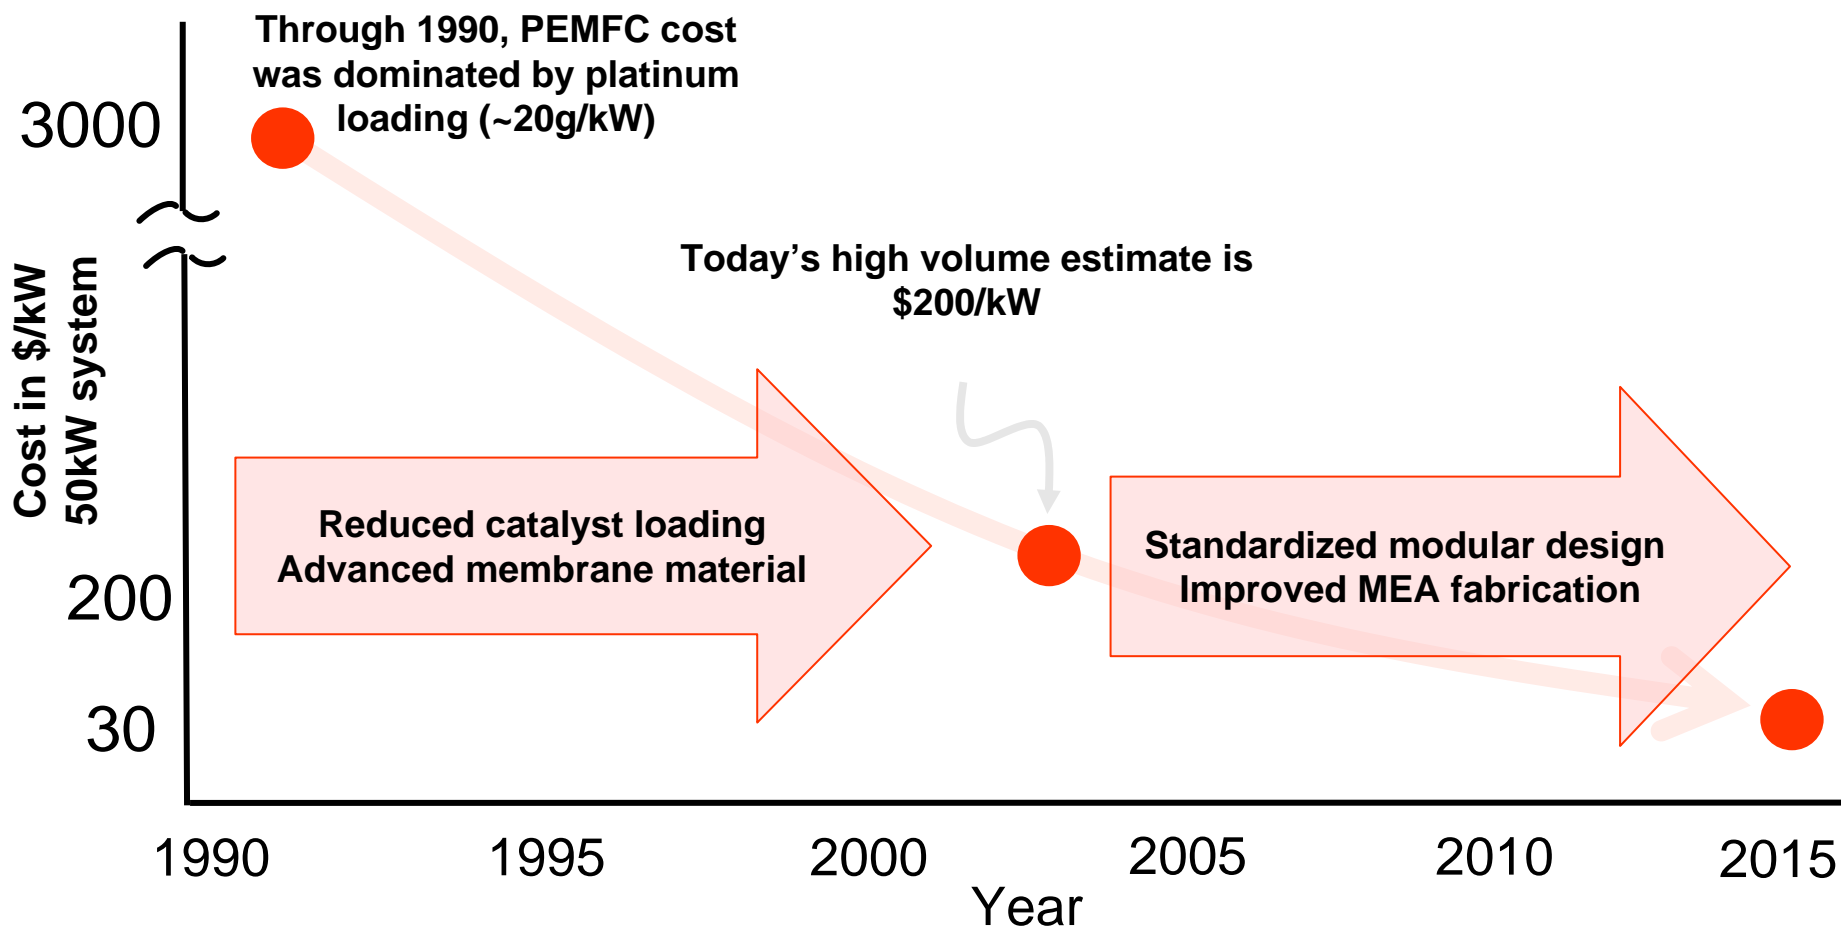 Through 1990, PEMFC cost
was dominated by platinum
loading (~20g/kW)
3000
Today’s high volume estimate is
$200/kW
Cost in $/kW
50kW system
Reduced catalyst loading
Advanced membrane material
Standardized modular design
Improved MEA fabrication
200
30
1990
1995
2000
2005
2010
2015
Year